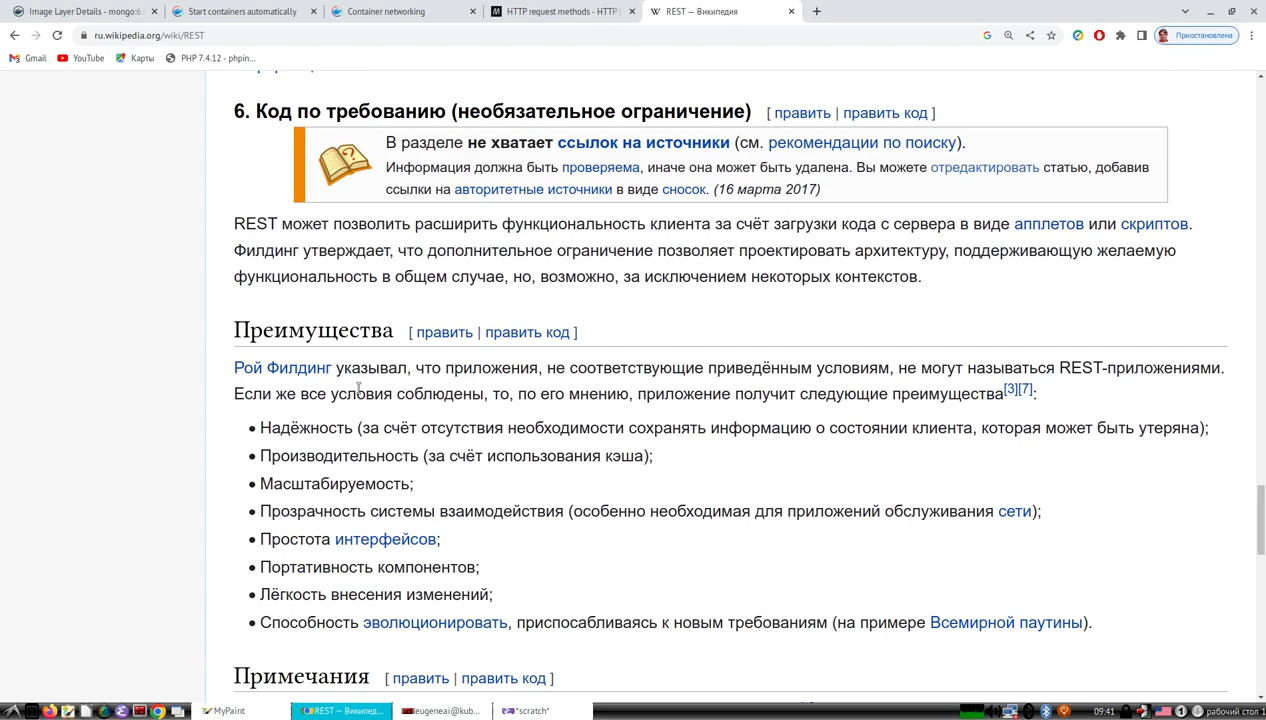 Image Layer Details - mongo:6.
Start containers automatically
Container networking
HTTP request methods - HTTP
REST — Википедия
ru.wikipedia.org/wiki/REST
Приостановлена
Gmail
YouTube
Карты
PHP 7.4.12 - phpin...
6. Код по требованию (необязательное ограничение) [ править | править код ]
В разделе не хватает ссылок на источники (см. рекомендации по поиску).
Информация должна быть проверяема, иначе она может быть удалена. Вы можете отредактировать статью, добавив
ссылки на авторитетные источники в виде сносок. (16 марта 2017)
REST может позволить расширить функциональность клиента за счёт загрузки кода с сервера в виде апплетов или скриптов.
Филдинг утверждает, что дополнительное ограничение позволяет проектировать архитектуру, поддерживающую желаемую
функциональность в общем случае, но, возможно, за исключением некоторых контекстов.
Преимущества [ править | править код ]
Рой Филдинг указывал, что приложения, не соответствующие приведённым условиям, не могут называться REST-приложениями.
Если же все условия соблюдены, то, по его мнению, приложение получит следующие преимущества[3][7]:
• Надёжность (за счёт отсутствия необходимости сохранять информацию о состоянии клиента, которая может быть утеряна);
• Производительность (за счёт использования кэша);
• Масштабируемость;
• Прозрачность системы взаимодействия (особенно необходимая для приложений обслуживания сети);
• Простота интерфейсов;
• Портативность компонентов;
• Лёгкость внесения изменений;
• Способность эволюционировать, приспосабливаясь к новым требованиям (на примере Всемирной паутины).
Примечания [ править | править код ]
MyPaint
REST — Википед...
eugeneai@kub...
*scratch*
09:41
рабочий стол 1